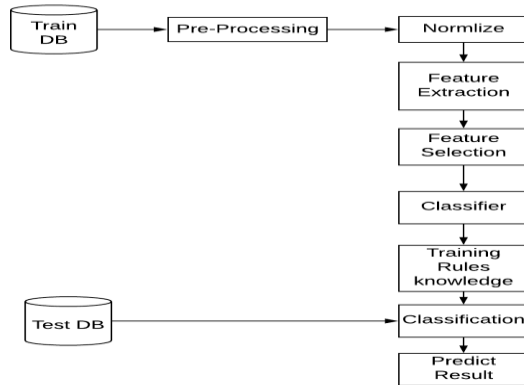 Train
DB
Pre-Processing
Normlize
Feature
Extraction
Feature
Selection
Classifier
Training
Rules
knowledge
Test DB
Classification
Predict
Result